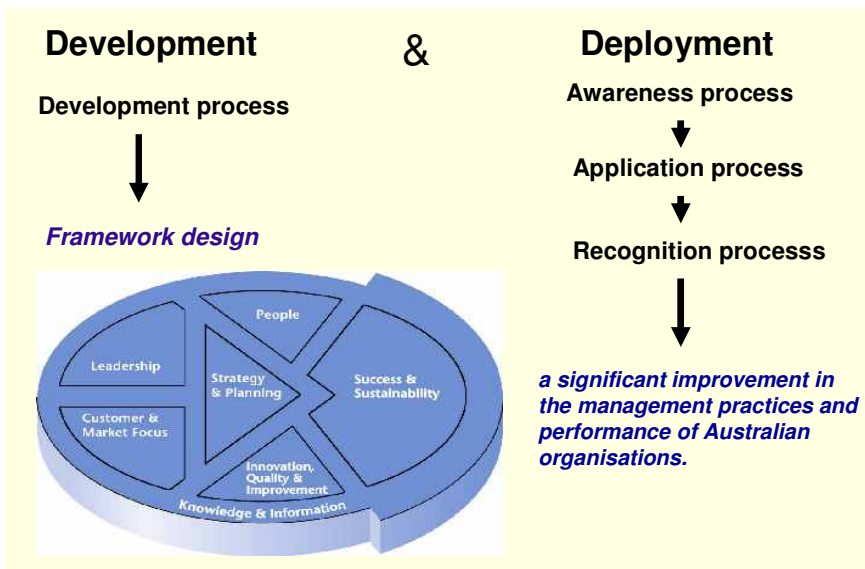 Development
&
Deployment
Development process
Framework design
People
Leadership
Strategy
& Planning
Success &
Sustainability
Customer &
Market Focus
Innovation,
Quality &
Improvement
Knowledge & Information
Awareness process
Application process
Recognition processs
a significant improvement in
the management practices and
performance of Australian
organisations.